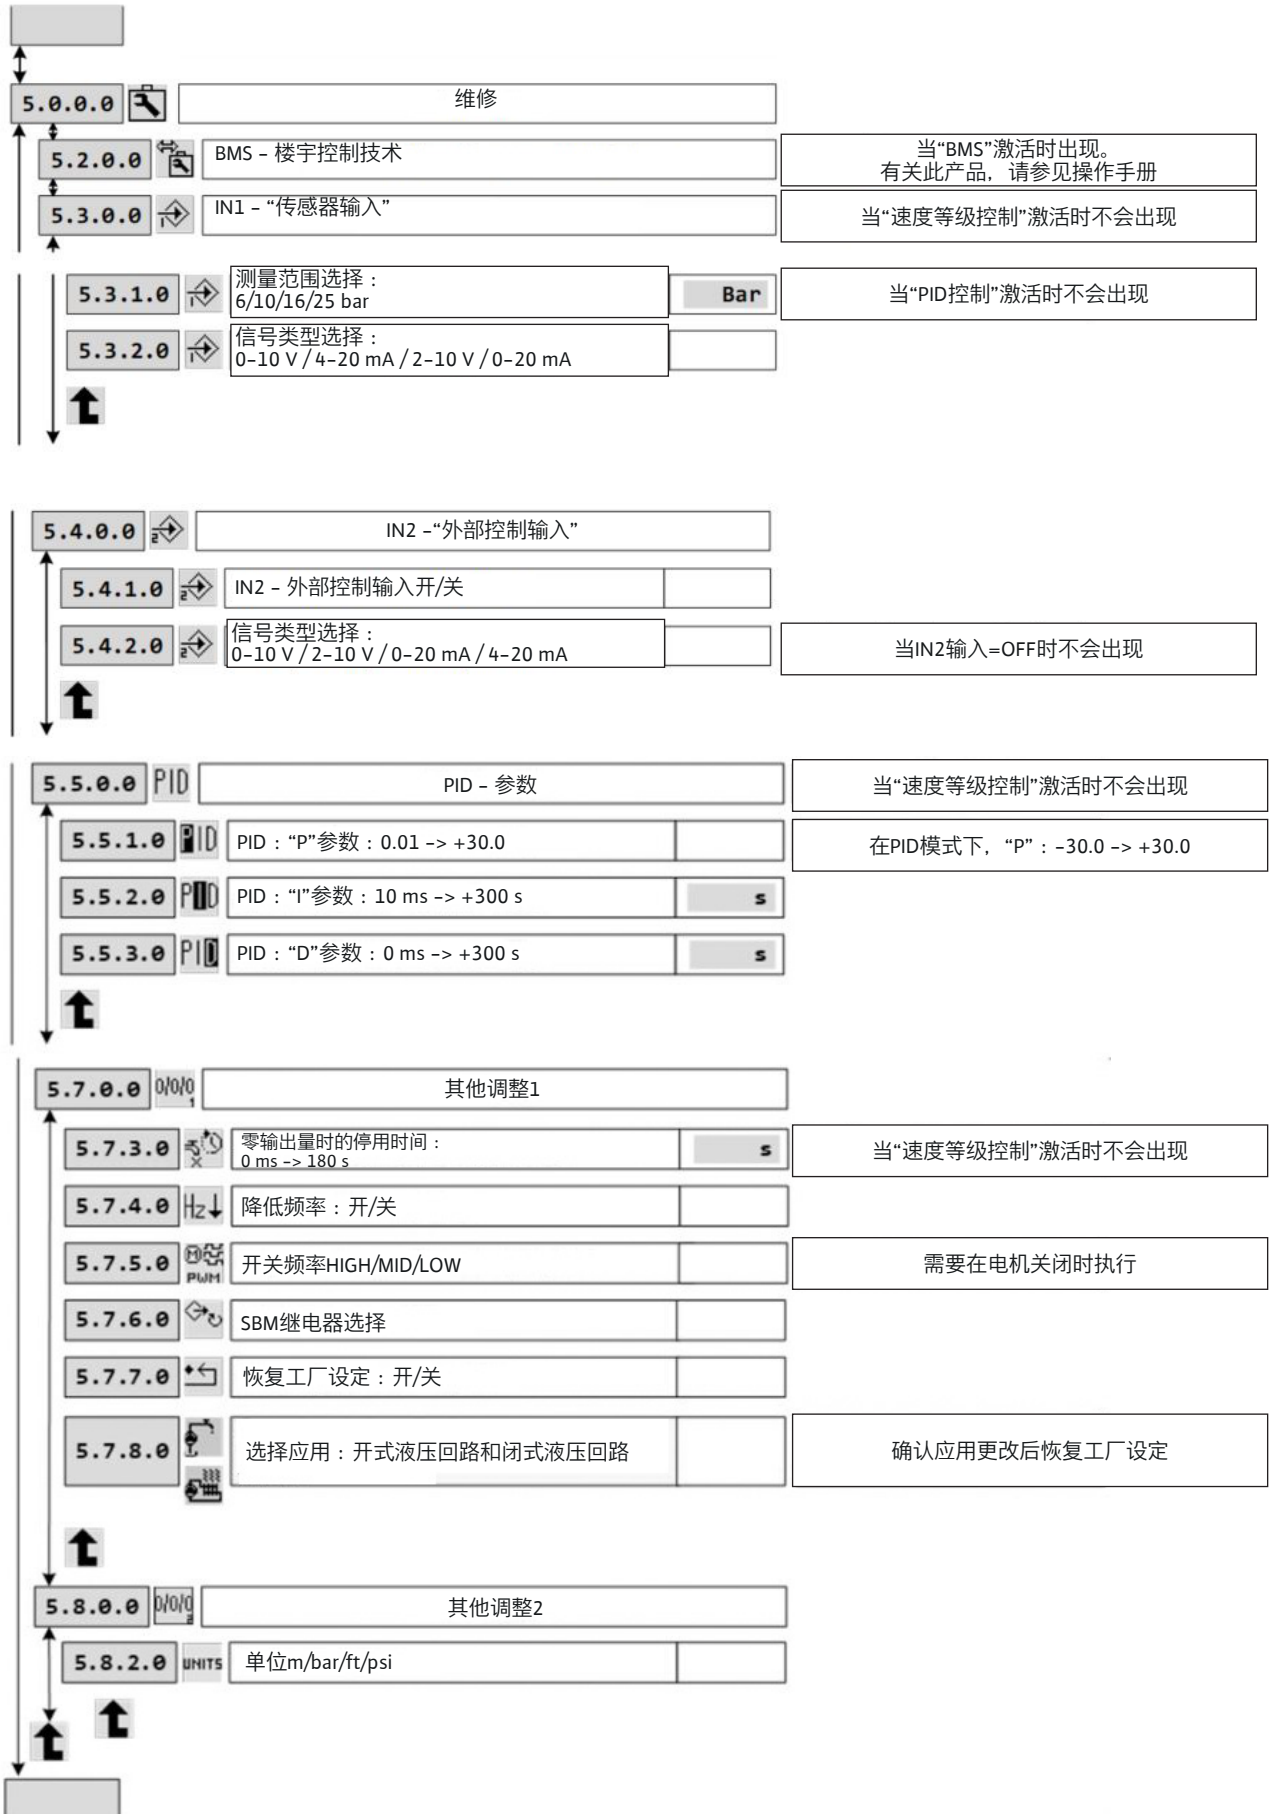 5.0.0.0 维修
5.2.0.0 BMS – 楼宇控制技术
当“BMS”激活时出现。
有关此产品，请参见操作手册
5.3.0.0 IN1 – “传感器输入” 当“速度等级控制”激活时不会出现
5.3.1.0 测量范围选择：
6/10/16/25 bar
Bar 当“PID控制”激活时不会出现
5.3.2.0 信号类型选择：
0–10 V / 4–20 mA / 2–10 V / 0–20 mA
5.4.0.0 IN2 –“外部控制输入”
5.4.1.0 IN2 – 外部控制输入开/关
5.4.2.0 信号类型选择：
0–10 V / 2–10 V / 0–20 mA / 4–20 mA
当IN2输入=OFF时不会出现
5.5.0.0 PID PID – 参数 当“速度等级控制”激活时不会出现
5.5.1.0 PID PID：“P”参数：0.01 –> +30.0 在PID模式下，“P”：–30.0 –> +30.0
5.5.2.0 PID PID：“I”参数：10 ms –> +300 s s
5.5.3.0 PID PID：“D”参数：0 ms –> +300 s s
5.7.0.0 0/0/0 1 其他调整1
5.7.3.0 零输出量时的停用时间：
0 ms –> 180 s
s 当“速度等级控制”激活时不会出现
5.7.4.0 Hz 降低频率：开/关
5.7.5.0 M PWM 开关频率HIGH/MID/LOW 需要在电机关闭时执行
5.7.6.0 SBM继电器选择
5.7.7.0 恢复工厂设定：开/关
5.7.8.0 选择应用：开式液压回路和闭式液压回路 确认应用更改后恢复工厂设定
5.8.0.0 0/0/0 2 其他调整2
5.8.2.0 UNITS 单位m/bar/ft/psi